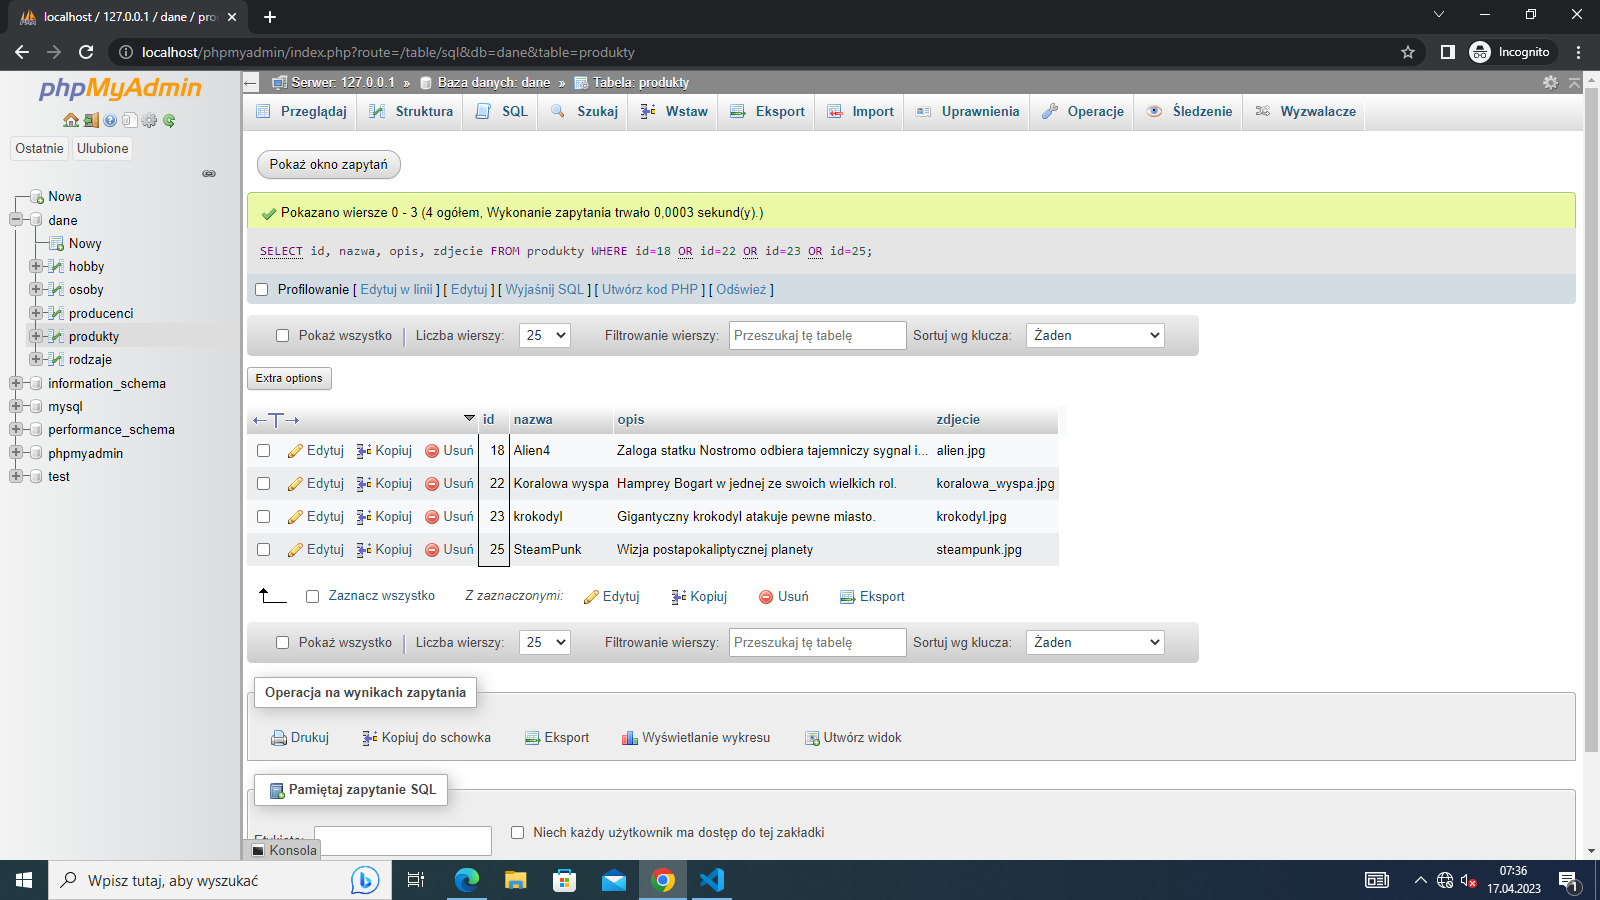 localhost / 127.0.0.1 / dane / pro
localhost/phpmyadmin/index.php?route=/table/sql&db=dane&table=produkty
Incognito
phpMyAdmin
Ostatnie Ulubione
Nowa
dane
Nowy
hobby
osoby
producenci
produkty
rodzaje
information_schema
mysql
performance_schema
phpmyadmin
test
Serwer: 127.0.0.1 » Baza danych: dane » Tabela: produkty
Przeglądaj Struktura SQL Szukaj Wstaw Eksport Import Uprawnienia Operacje Śledzenie Wyzwalacze
Pokaż okno zapytań
Pokazano wiersze 0 - 3 (4 ogółem, Wykonanie zapytania trwało 0,0003 sekund(y).)
SELECT id, nazwa, opis, zdjecie FROM produkty WHERE id=18 OR id=22 OR id=23 OR id=25;
Profilowanie [ Edytuj w linii ] [ Edytuj ] [ Wyjaśnij SQL ] [ Utwórz kod PHP ] [ Odśwież ]
Pokaż wszystko Liczba wierszy: 25 Filtrowanie wierszy: Przeszukaj tę tabelę Sortuj wg klucza: Żaden
Extra options
←T→ id nazwa opis zdjecie
Edytuj Kopiuj Usuń 18 Alien4 Zaloga statku Nostromo odbiera tajemniczy sygnal i... alien.jpg
Edytuj Kopiuj Usuń 22 Koralowa wyspa Hamprey Bogart w jednej ze swoich wielkich rol. koralowa_wyspa.jpg
Edytuj Kopiuj Usuń 23 krokodyl Gigantyczny krokodyl atakuje pewne miasto. krokodyl.jpg
Edytuj Kopiuj Usuń 25 SteamPunk Wizja postapokaliptycznej planety steampunk.jpg
Zaznacz wszystko Z zaznaczonymi: Edytuj Kopiuj Usuń Eksport
Pokaż wszystko Liczba wierszy: 25 Filtrowanie wierszy: Przeszukaj tę tabelę Sortuj wg klucza: Żaden
Operacja na wynikach zapytania
Drukuj Kopiuj do schowka Eksport Wyświetlanie wykresu Utwórz widok
Pamiętaj zapytanie SQL
Etykieta: Niech każdy użytkownik ma dostęp do tej zakładki
Konsola
Wpisz tutaj, aby wyszukać
07:36
17.04.2023
1